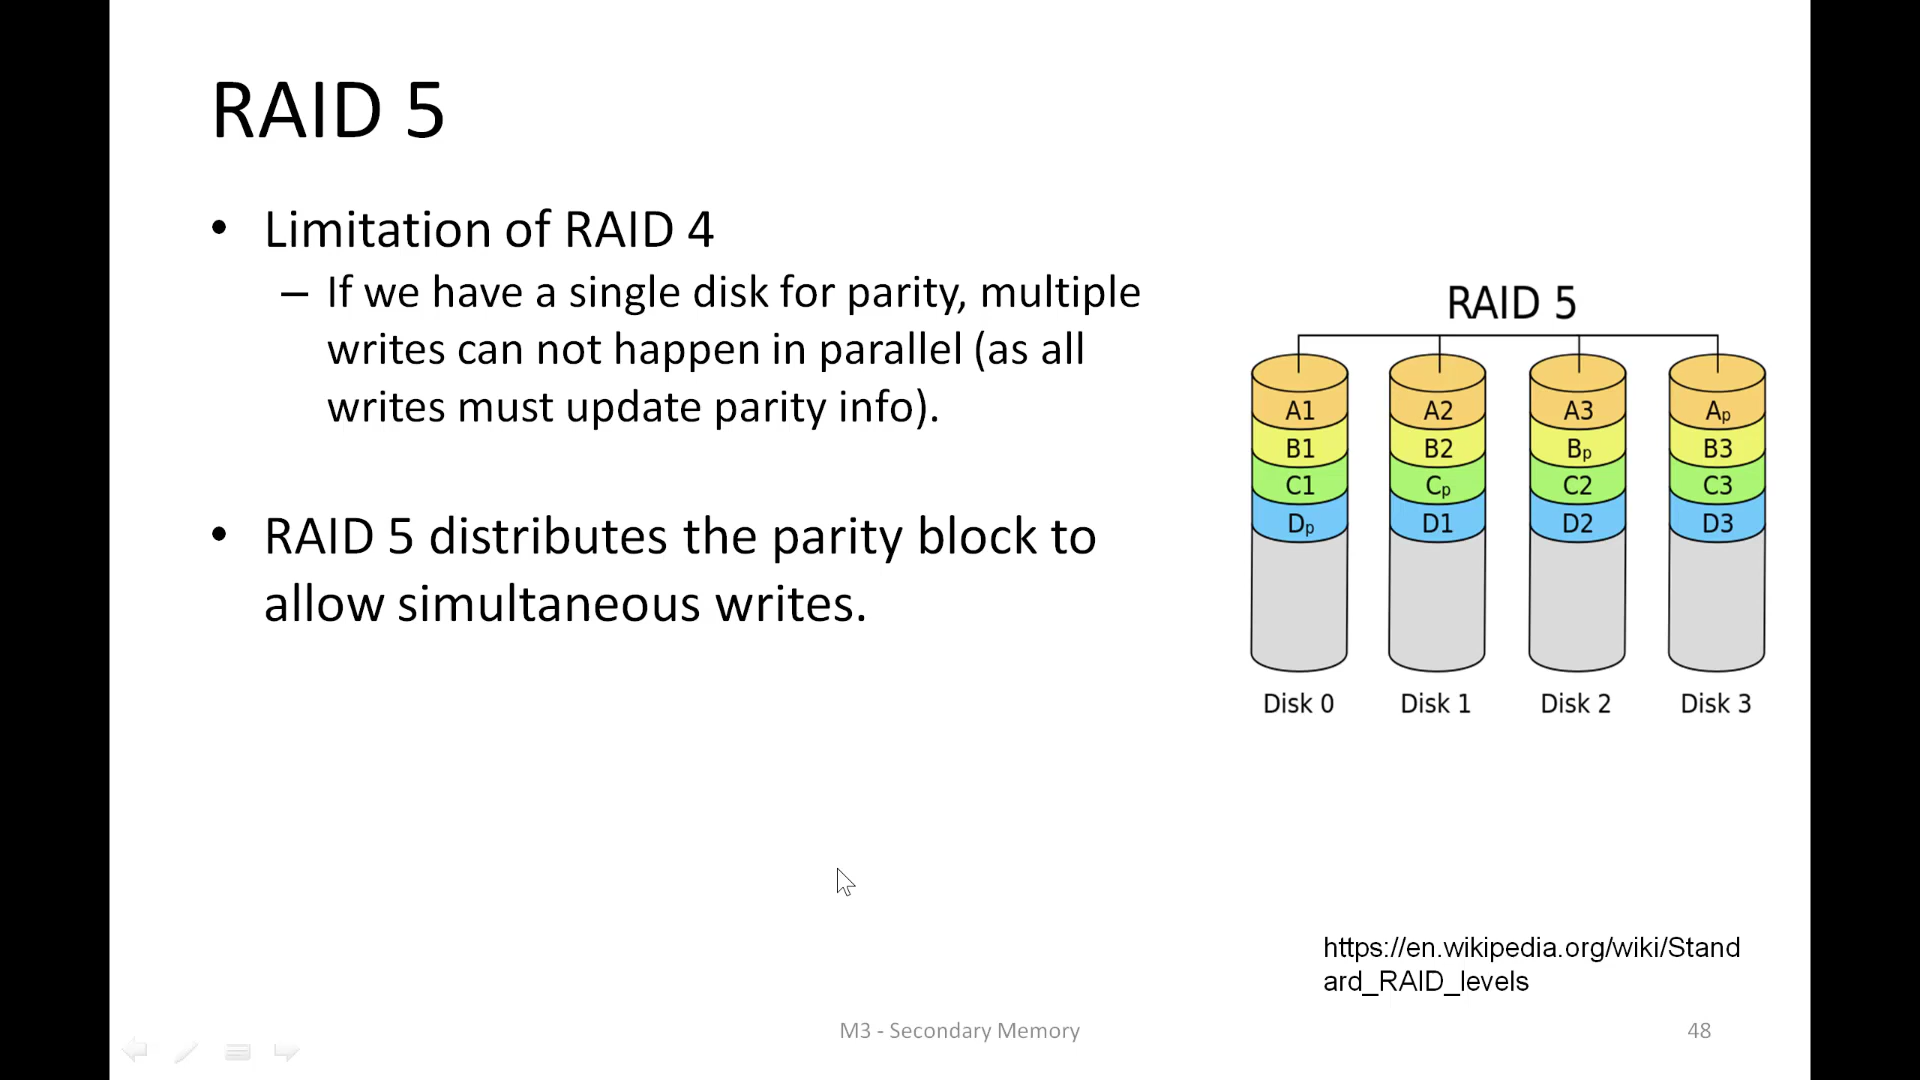 RAID 5
• Limitation of RAID 4
– If we have a single disk for parity, multiple
writes can not happen in parallel (as all
writes must update parity info).
• RAID 5 distributes the parity block to
allow simultaneous writes.
RAID 5
A1 A2 A3 Ap
B1 B2 Bp B3
C1 Cp C2 C3
Dp D1 D2 D3
Disk 0 Disk 1 Disk 2 Disk 3
https://en.wikipedia.org/wiki/Stand
ard_RAID_levels
M3 - Secondary Memory 48